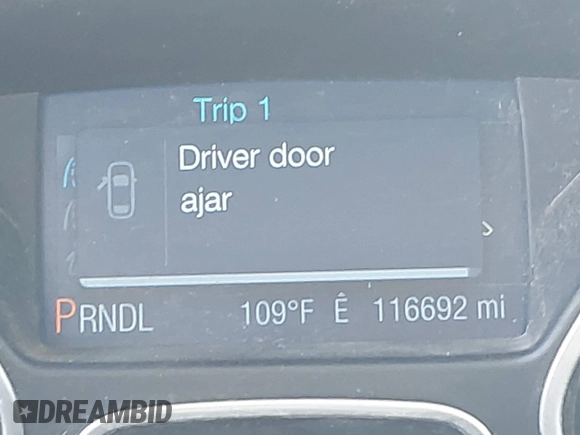 Trip 1
Driver door
ajar
PRNDL 109°F Ê 116692 mi
DREAMBID